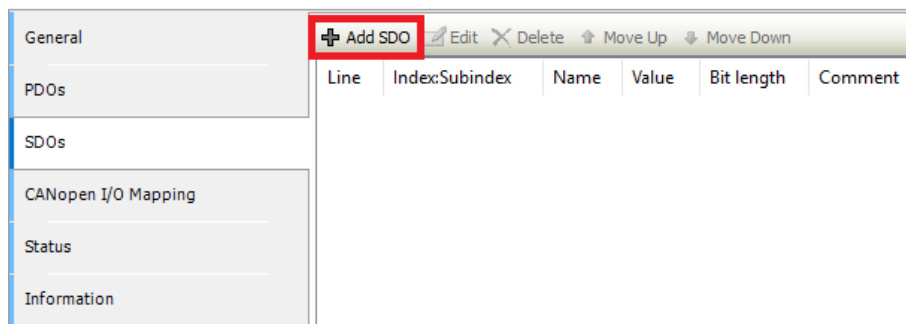 General
PDOs
SDOs
CANopen I/O Mapping
Status
Information
Add SDO Edit Delete Move Up Move Down
Line Index:Subindex Name Value Bit length Comment